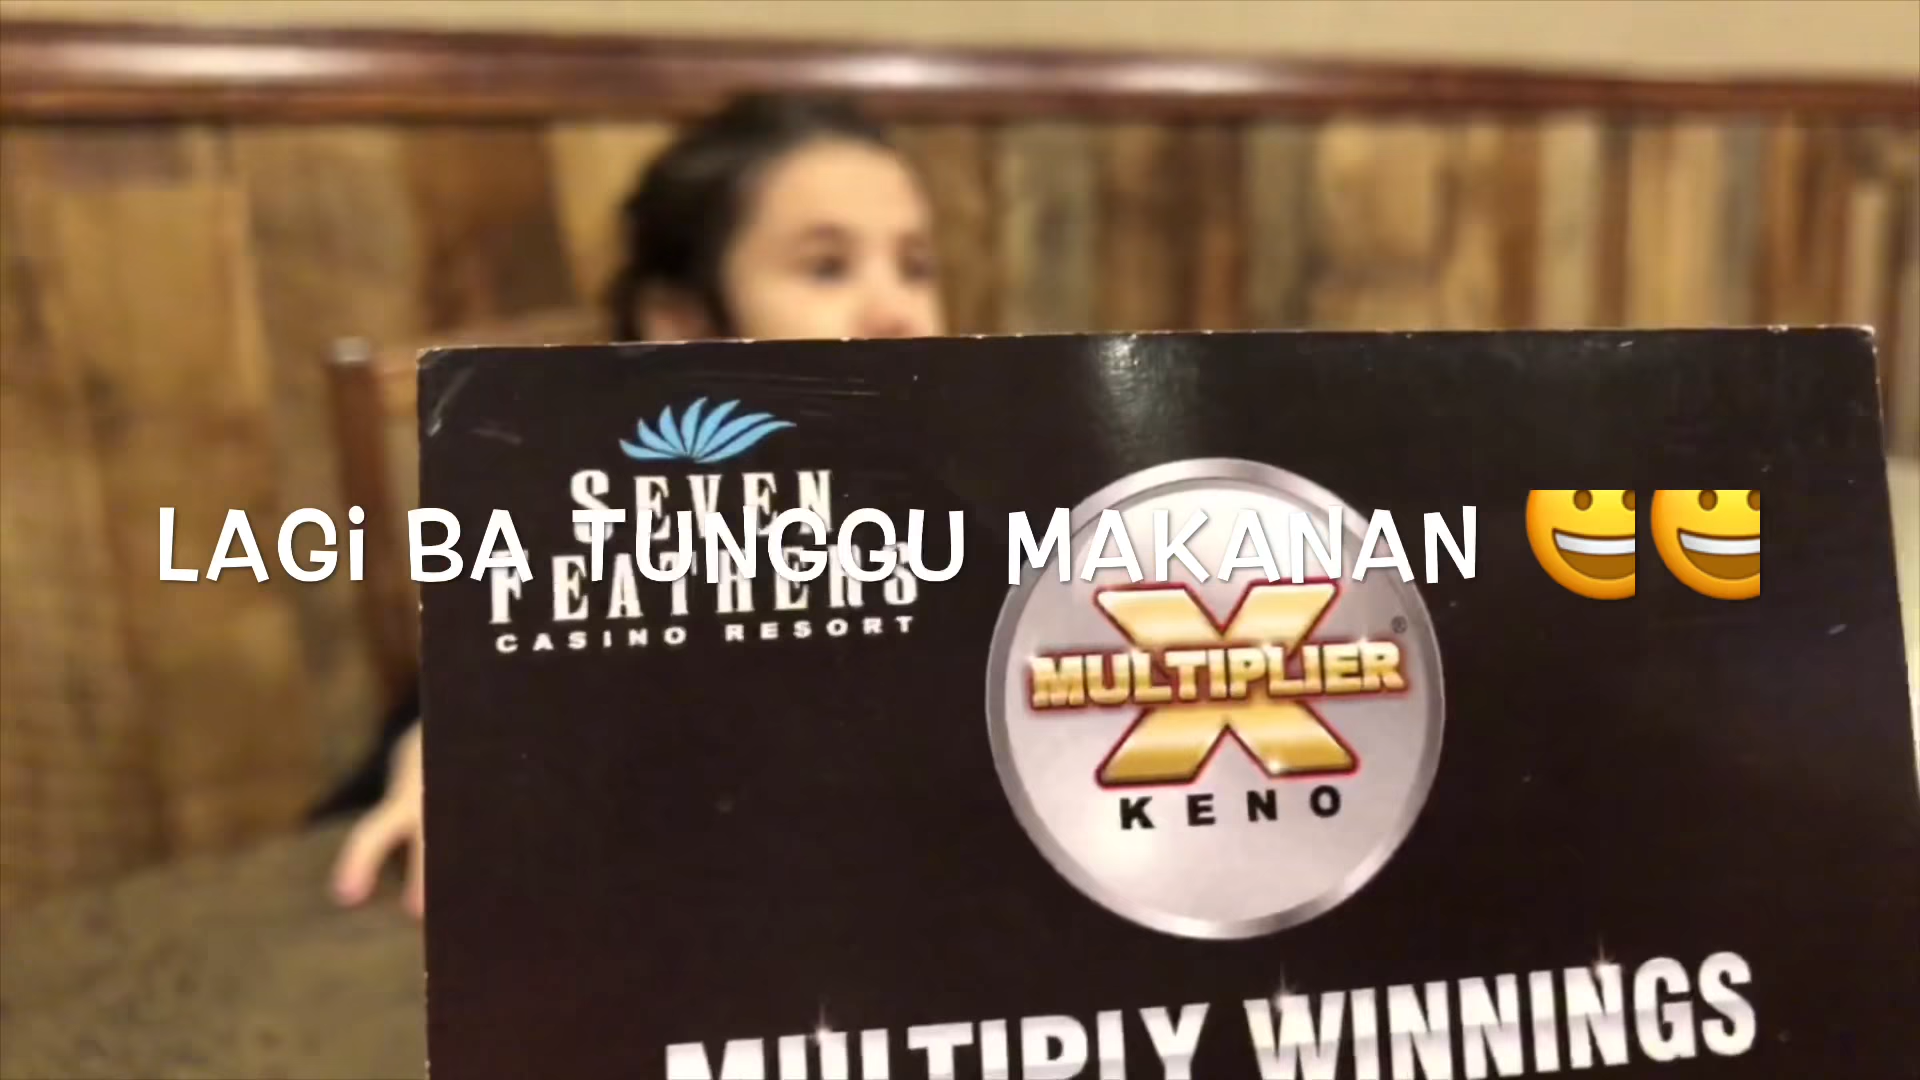 SEVEN
LAGi BA TUNGGU MAKANAN 😀😀
FEATHERS
CASINO RESORT
X
MULTIPLIER®
KENO
MULTIPLY WINNINGS